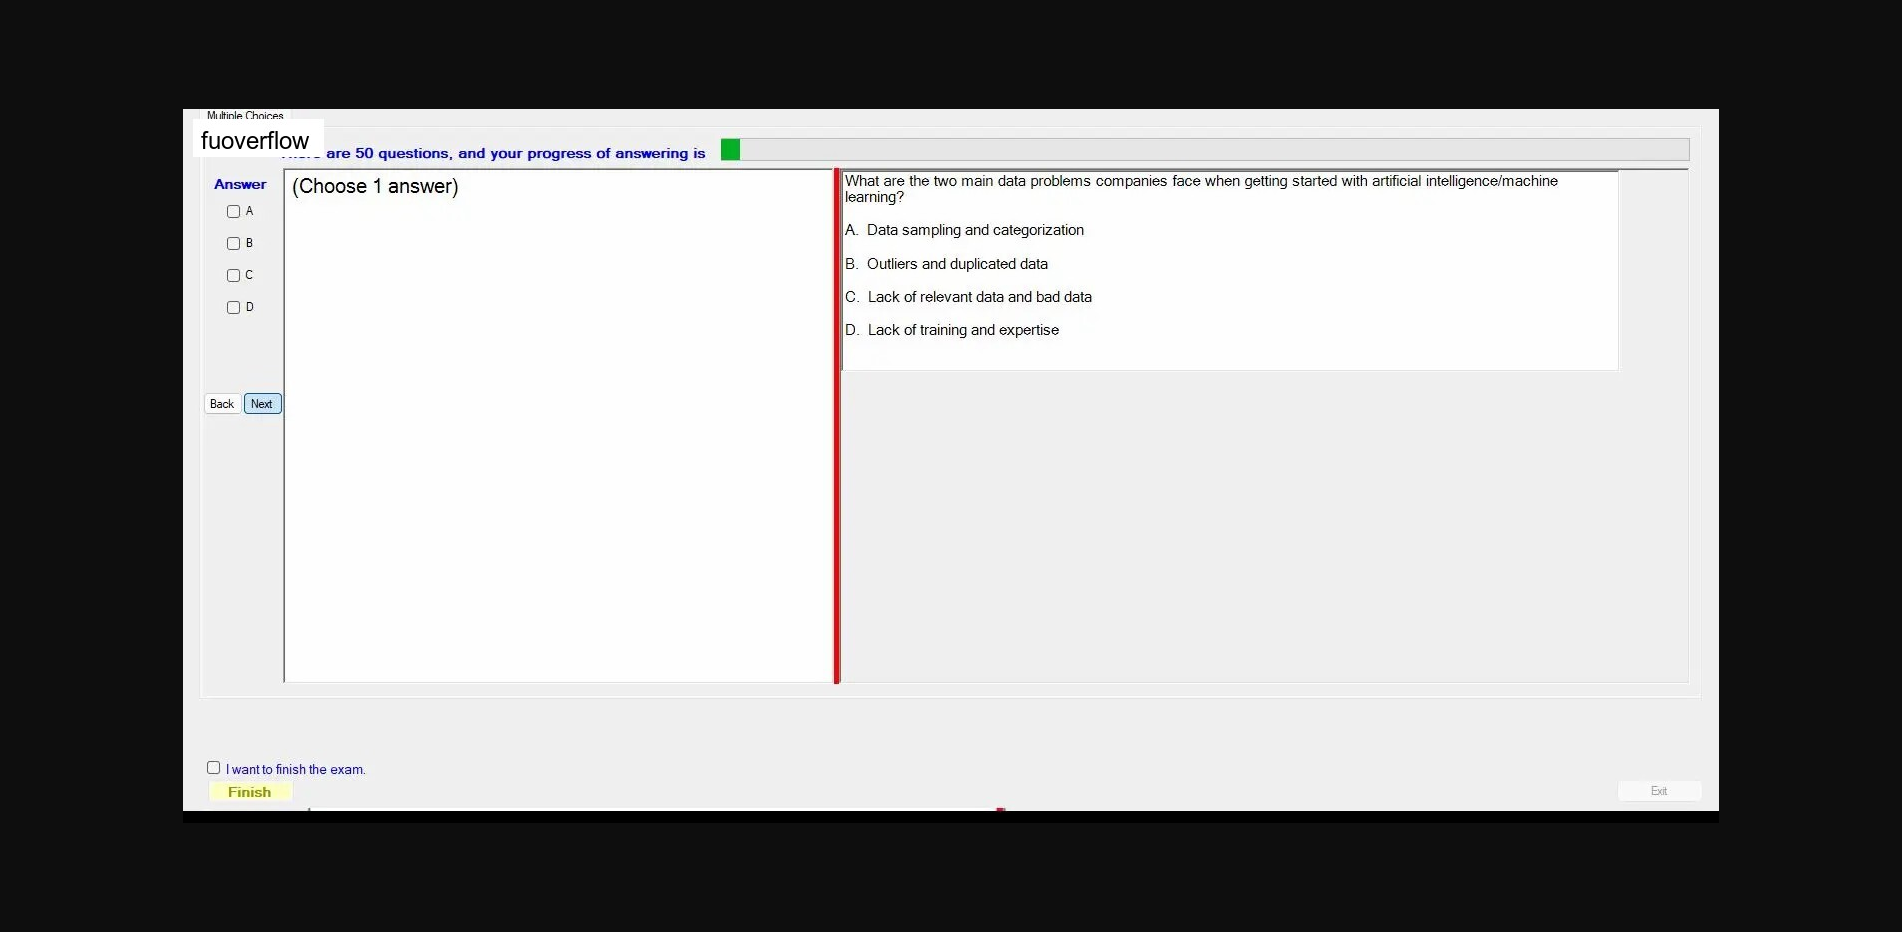 Multiple Choices
fuoverflow
are 50 questions, and your progress of answering is
Answer
(Choose 1 answer)
A
B
C
D
Back
Next
What are the two main data problems companies face when getting started with artificial intelligence/machine
learning?
A. Data sampling and categorization
B. Outliers and duplicated data
C. Lack of relevant data and bad data
D. Lack of training and expertise
I want to finish the exam.
Finish
Exit